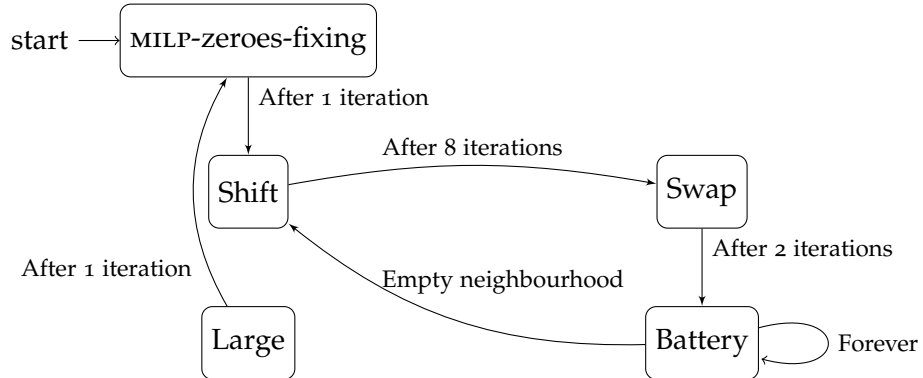 start
MILP-zeroes-fixing
After 1 iteration
After 8 iterations
Shift
Swap
After 2 iterations
After 1 iteration
Empty neighbourhood
Large
Battery
Forever